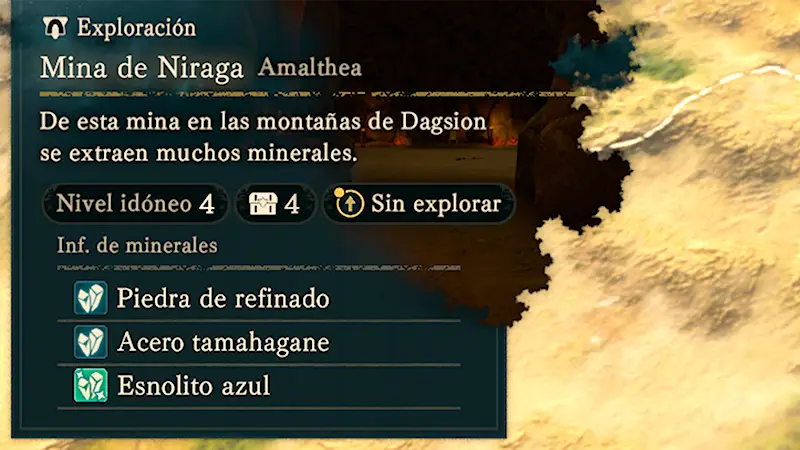 Exploración
Mina de Niraga Amalthea
De esta mina en las montañas de Dagsion
se extraen muchos minerales.
Nivel idóneo 4 4 Sin explorar
Inf. de minerales
Piedra de refinado
Acero tamahagane
Esnolito azul